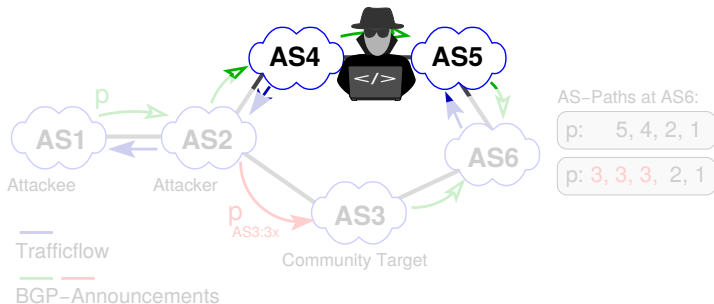 AS4
AS5
</>
p
AS1
AS2
AS6
Attackee
Attacker
AS-Paths at AS6:
p: 5, 4, 2, 1
p: 3, 3, 3, 2, 1
p
AS3:3x
AS3
Community Target
Trafficflow
BGP-Announcements